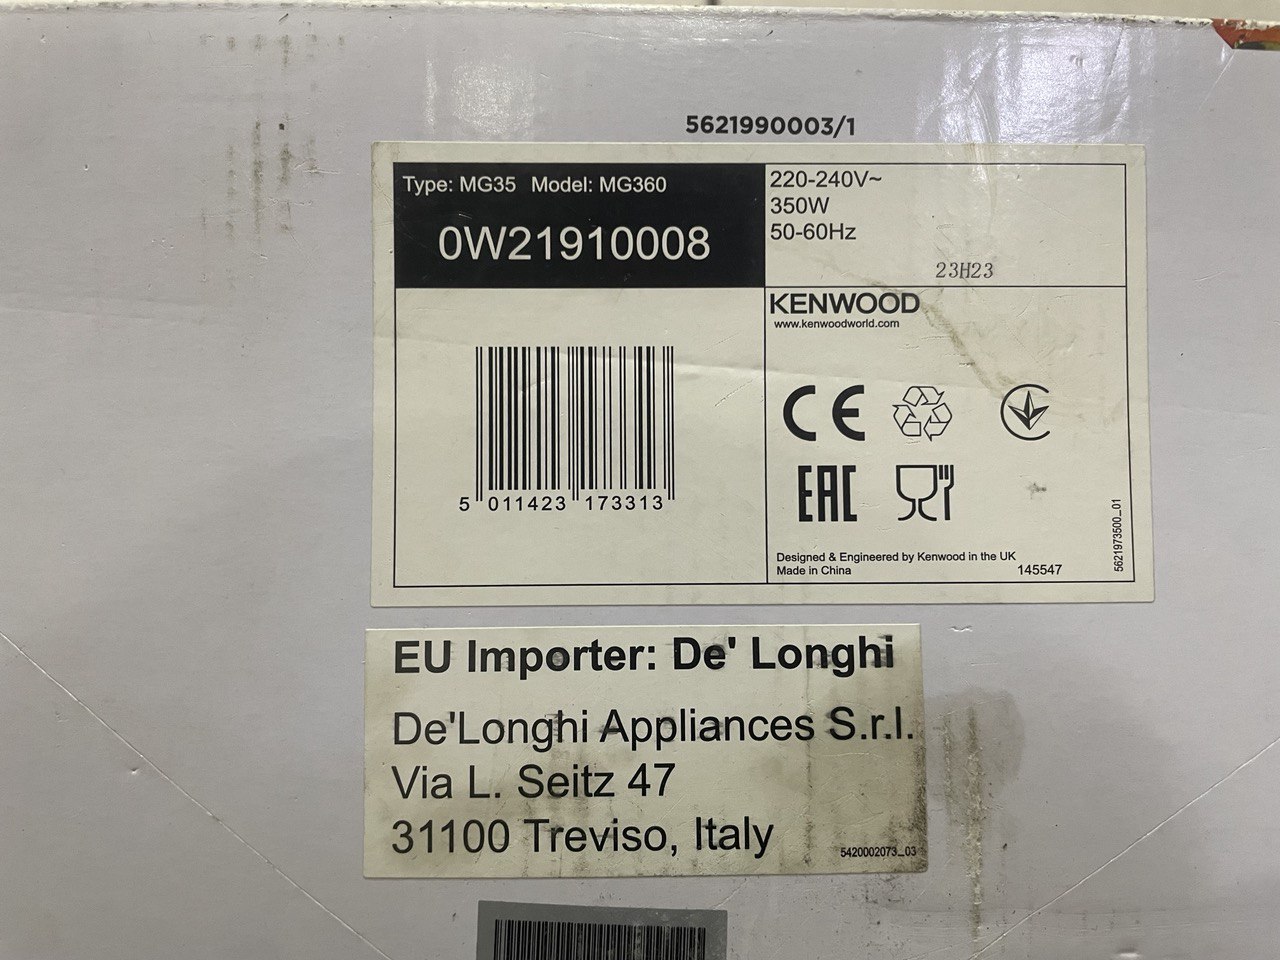 5621990003/1
Type: MG35 Model: MG360
0W21910008
220-240V~
350W
50-60Hz
23H23
KENWOOD
www.kenwoodworld.com
5 011423 173313
CE
EAC
Designed & Engineered by Kenwood in the UK
Made in China
145547
5621973500_01
EU Importer: De' Longhi
De'Longhi Appliances S.r.l.
Via L. Seitz 47
31100 Treviso, Italy
5420002073_03